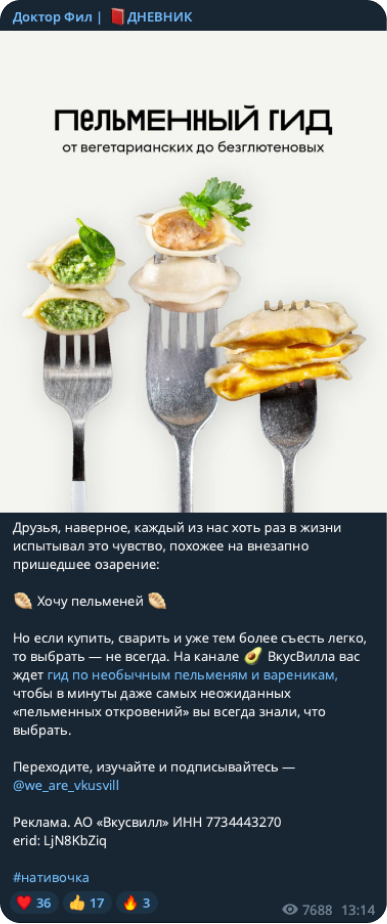 Доктор Фил | 📕ДНЕВНИК
ПЕЛЬМЕННЫЙ ГИД
от вегетарианских до безглютеновых
Друзья, наверное, каждый из нас хоть раз в жизни
испытывал это чувство, похожее на внезапно
пришедшее озарение:
🥟 Хочу пельменей 🥟
Но если купить, сварить и уже тем более съесть легко,
то выбрать — не всегда. На канале 🥑 ВкусВилла вас
ждет гид по необычным пельменям и вареникам,
чтобы в минуты даже самых неожиданных
«пельменных откровений» вы всегда знали, что
выбрать.
Переходите, изучайте и подписывайтесь —
@we_are_vkusvill
Реклама. АО «Вкусвилл» ИНН 7734443270
erid: LjN8KbZiq
#нативочка
❤️ 36 👍 17 🔥 3
7688 13:14